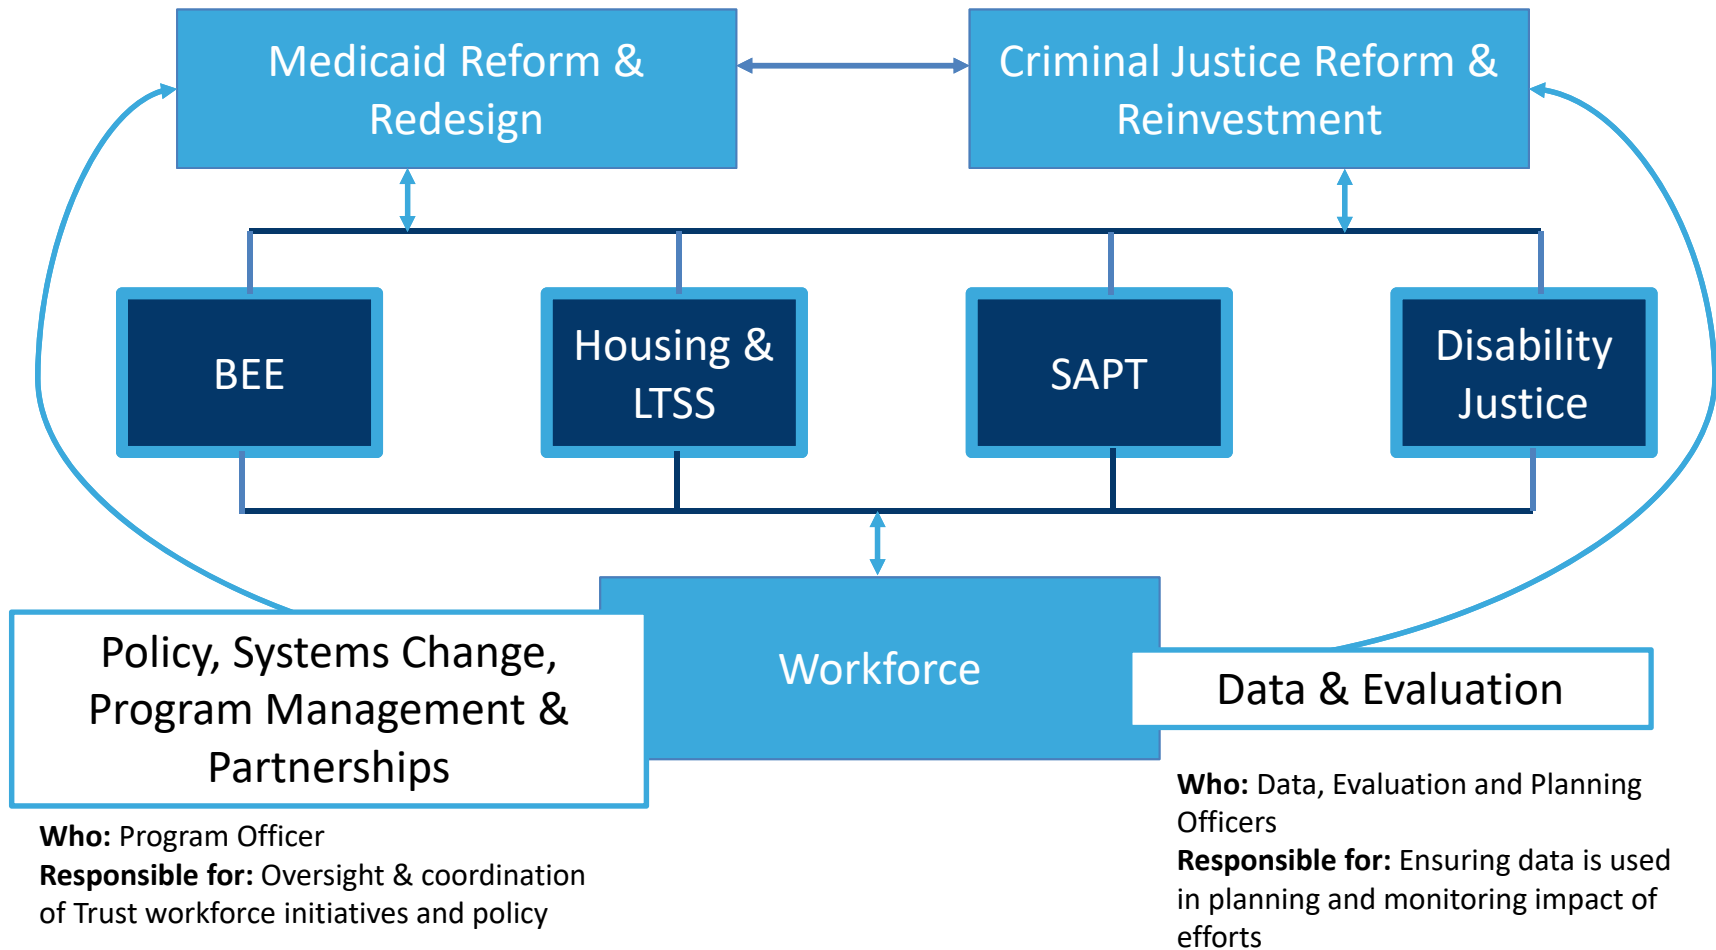 Medicaid Reform &
Redesign
Criminal Justice Reform &
Reinvestment
BEE
Housing &
LTSS
SAPT
Disability
Justice
Policy, Systems Change,
Program Management &
Partnerships
Workforce
Data & Evaluation
Who: Program Officer
Responsible for: Oversight & coordination
of Trust workforce initiatives and policy
Who: Data, Evaluation and Planning
Officers
Responsible for: Ensuring data is used
in planning and monitoring impact of
efforts